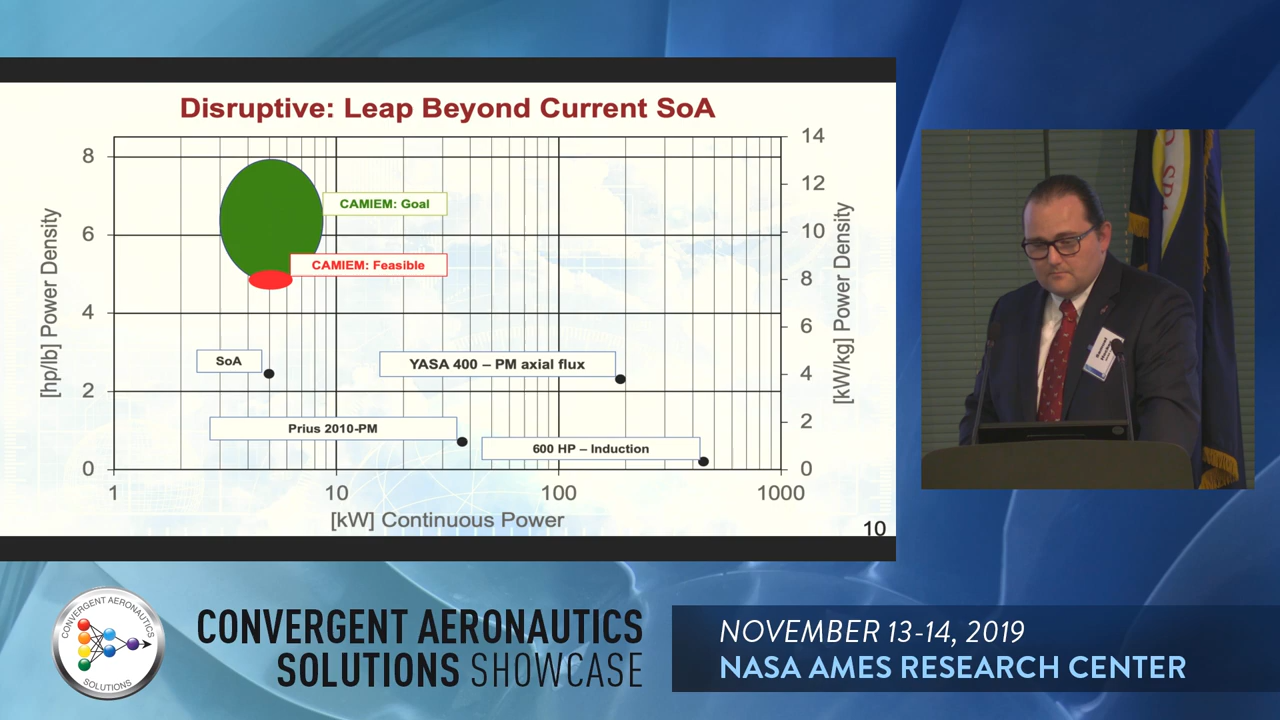 Disruptive: Leap Beyond Current SoA
8
6
4
2
0
[hp/lb] Power Density
14
12
10
8
6
4
2
0
[kW/kg] Power Density
CAMIEM: Goal
CAMIEM: Feasible
SoA
YASA 400 – PM axial flux
Prius 2010-PM
600 HP – Induction
1
10
100
1000
[kW] Continuous Power
10
CONVERGENT AERONAUTICS
SOLUTIONS
CONVERGENT AERONAUTICS
SOLUTIONS SHOWCASE
NOVEMBER 13-14, 2019
NASA AMES RESEARCH CENTER